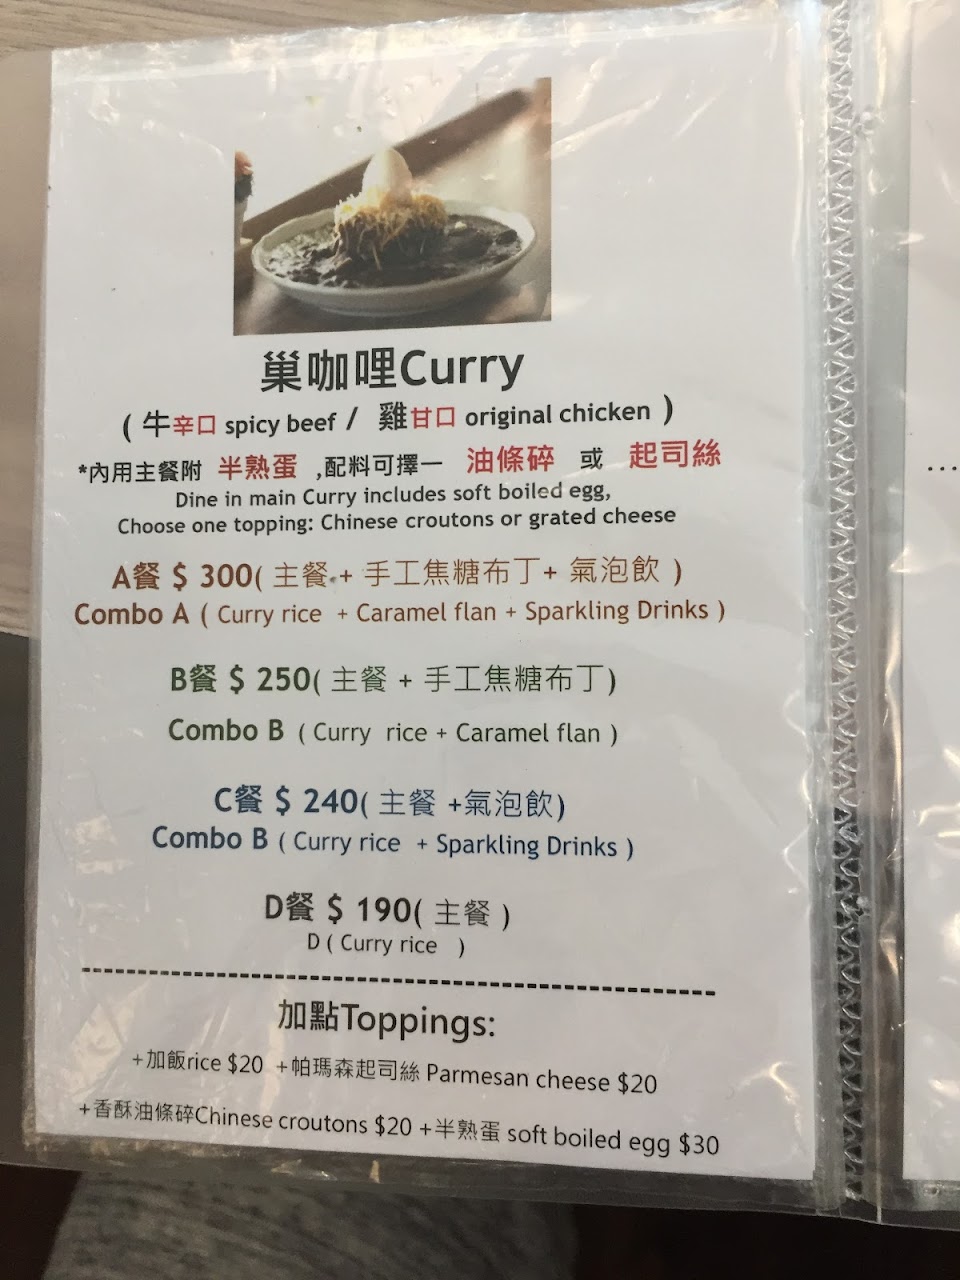 巢咖哩Curry
( 牛辛口 spicy beef / 雞甘口 original chicken )
*內用主餐附 半熟蛋 ,配料可擇一 油條碎 或 起司絲
Dine in main Curry includes soft boiled egg,
Choose one topping: Chinese croutons or grated cheese
A餐 $ 300( 主餐 + 手工焦糖布丁+ 氣泡飲 )
Combo A ( Curry rice + Caramel flan + Sparkling Drinks )
B餐 $ 250( 主餐 + 手工焦糖布丁)
Combo B ( Curry rice + Caramel flan )
C餐 $ 240( 主餐 +氣泡飲)
Combo B ( Curry rice + Sparkling Drinks )
D餐 $ 190( 主餐 )
D ( Curry rice )
加點Toppings:
+加飯rice $20 +帕瑪森起司絲 Parmesan cheese $20
+香酥油條碎Chinese croutons $20 +半熟蛋 soft boiled egg $30